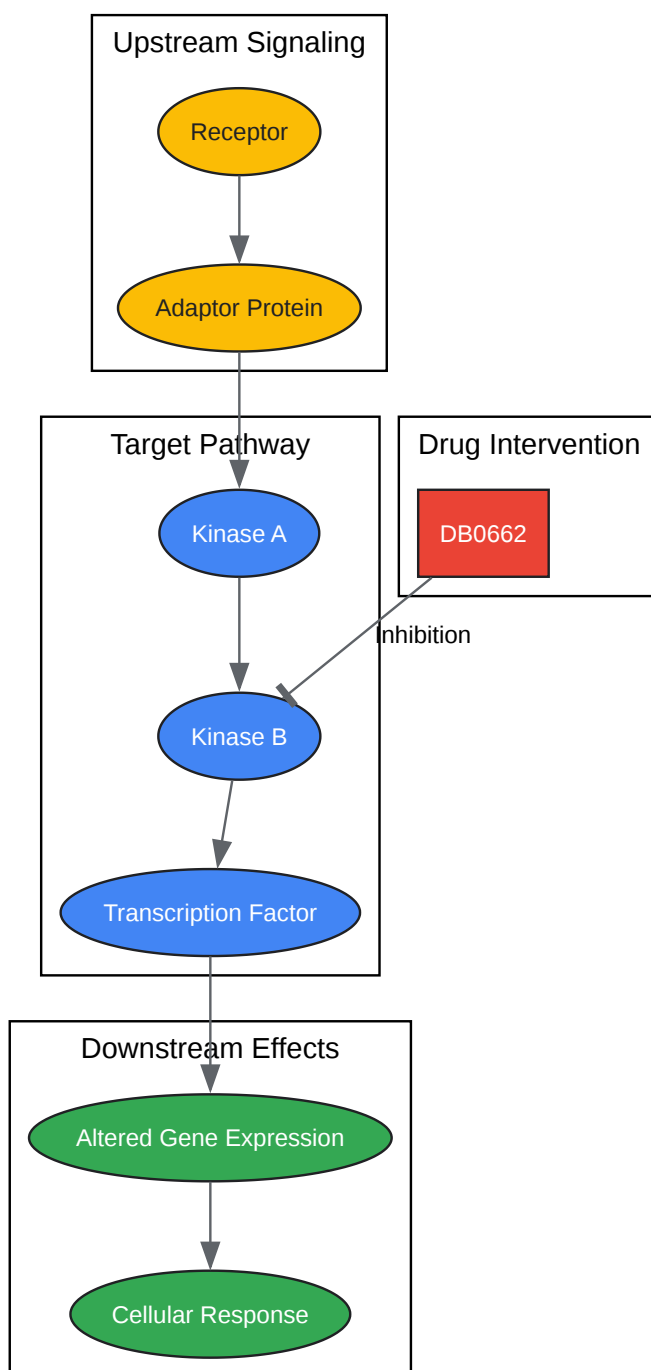 Upstream Signaling
Receptor
Adaptor Protein
Target Pathway
Drug Intervention
Kinase A
DB0662
Inhibition
Kinase B
Transcription Factor
Downstream Effects
Altered Gene Expression
Cellular Response